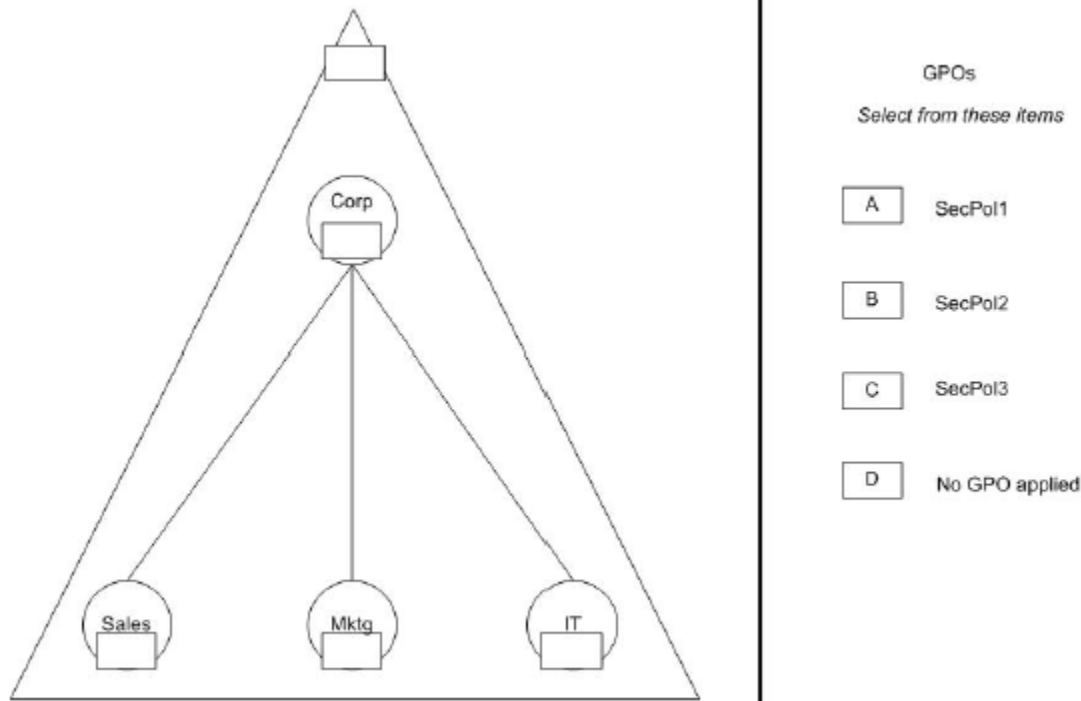 GPOs
Select from these items
Corp
A SecPol1
B SecPol2
C SecPol3
D No GPO applied
Sales Mktg IT